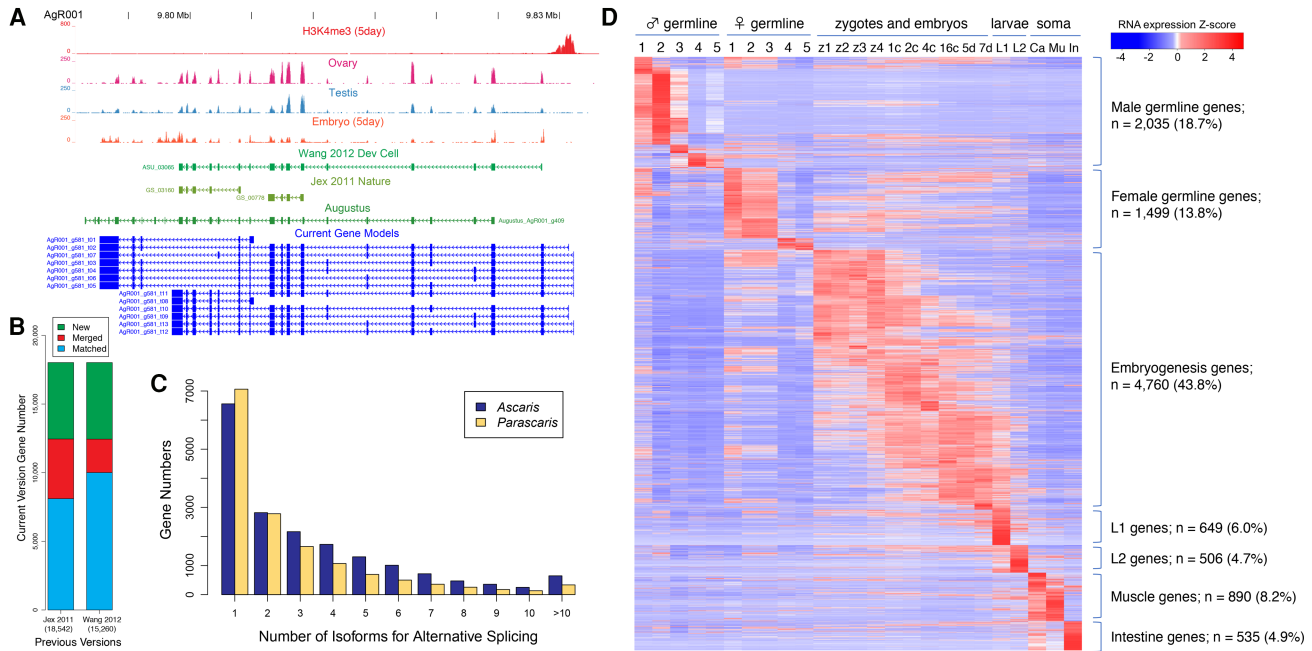 A
AgR001
9.80 Mb
9.83 Mb
800
0
H3K4me3 (5day)
250
0
Ovary
250
0
Testis
250
0
Embryo (5day)
Wang 2012 Dev Cell
ASU_03065
Jex 2011 Nature
GS_03160
GS_00778
Augustus
Augustus_AgR001_g409
Current Gene Models
AgR001_g581_t01
AgR001_g581_t02
AgR001_g581_t07
AgR001_g581_t03
AgR001_g581_t04
AgR001_g581_t06
AgR001_g581_t05
AgR001_g581_t11
AgR001_g581_t08
AgR001_g581_t10
AgR001_g581_t09
AgR001_g581_t13
AgR001_g581_t12
B
New
Merged
Matched
Current Version Gene Number
20,000
15,000
10,000
5,000
0
Jex 2011
(18,542)
Wang 2012
(15,260)
Previous Versions
C
Ascaris
Parascaris
Gene Numbers
7000
5000
3000
1000
0
1 2 3 4 5 6 7 8 9 10 >10
Number of Isoforms for Alternative Splicing
D
♂ germline ♀ germline zygotes and embryos larvae soma
1 2 3 4 5 1 2 3 4 5 z1 z2 z3 z4 1c 2c 4c 16c 5d 7d L1 L2 Ca Mu In
RNA expression Z-score
-4 -2 0 2 4
Male germline genes;
n = 2,035 (18.7%)
Female germline genes;
n = 1,499 (13.8%)
Embryogenesis genes;
n = 4,760 (43.8%)
L1 genes; n = 649 (6.0%)
L2 genes; n = 506 (4.7%)
Muscle genes; n = 890 (8.2%)
Intestine genes; n = 535 (4.9%)